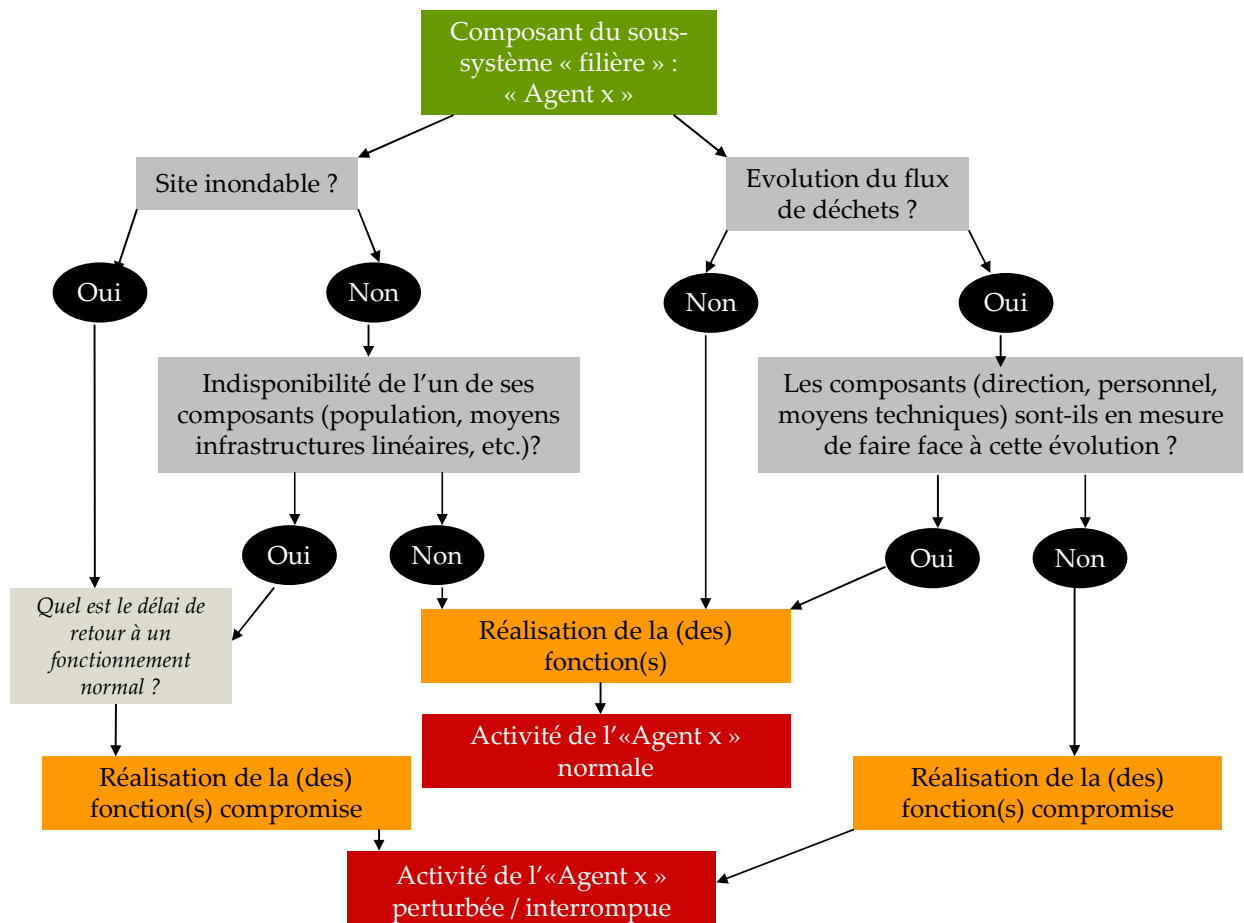 Composant du sous-
système « filière » :
« Agent x »
Site inondable ?
Evolution du flux
de déchets ?
Oui
Non
Non
Oui
Indisponibilité de l’un de ses
composants (population, moyens
infrastructures linéaires, etc.)?
Les composants (direction, personnel,
moyens techniques) sont-ils en mesure
de faire face à cette évolution ?
Oui
Non
Oui
Non
Quel est le délai de
retour à un
fonctionnement
normal ?
Réalisation de la (des)
fonction(s)
Activité de l’«Agent x »
normale
Réalisation de la (des)
fonction(s) compromise
Réalisation de la (des)
fonction(s) compromise
Activité de l’«Agent x »
perturbée / interrompue